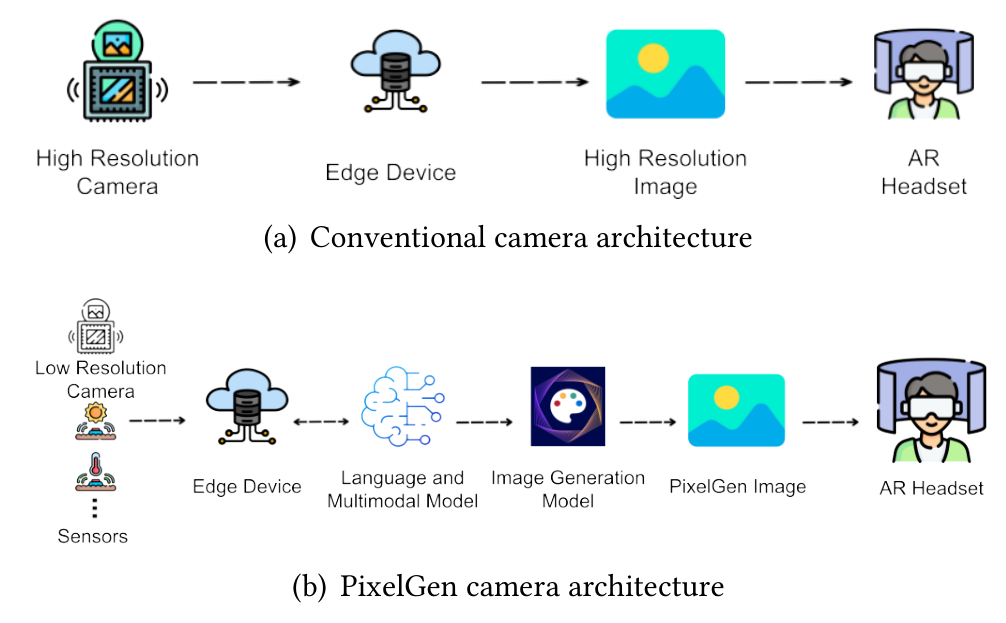 High Resolution
Camera
Edge Device
High Resolution
Image
AR
Headset
(a) Conventional camera architecture
Low Resolution
Camera
Sensors
Edge Device
Language and
Multimodal Model
Image Generation
Model
PixelGen Image
AR Headset
(b) PixelGen camera architecture